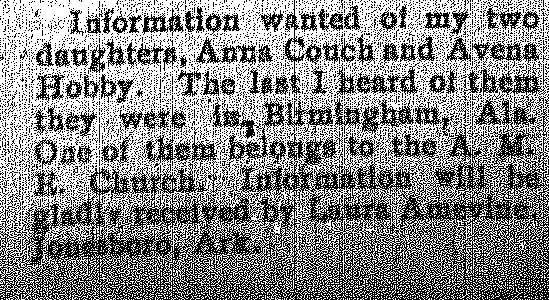 Information wanted of my two
daughters, Anna Couch and Avena
Hobby. The last I heard of them
they were in, Birmingham, Ala.
One of them belongs to the A. M.
E. Church. Information will be
gladly received by Laura
Jonesboro, Ark.